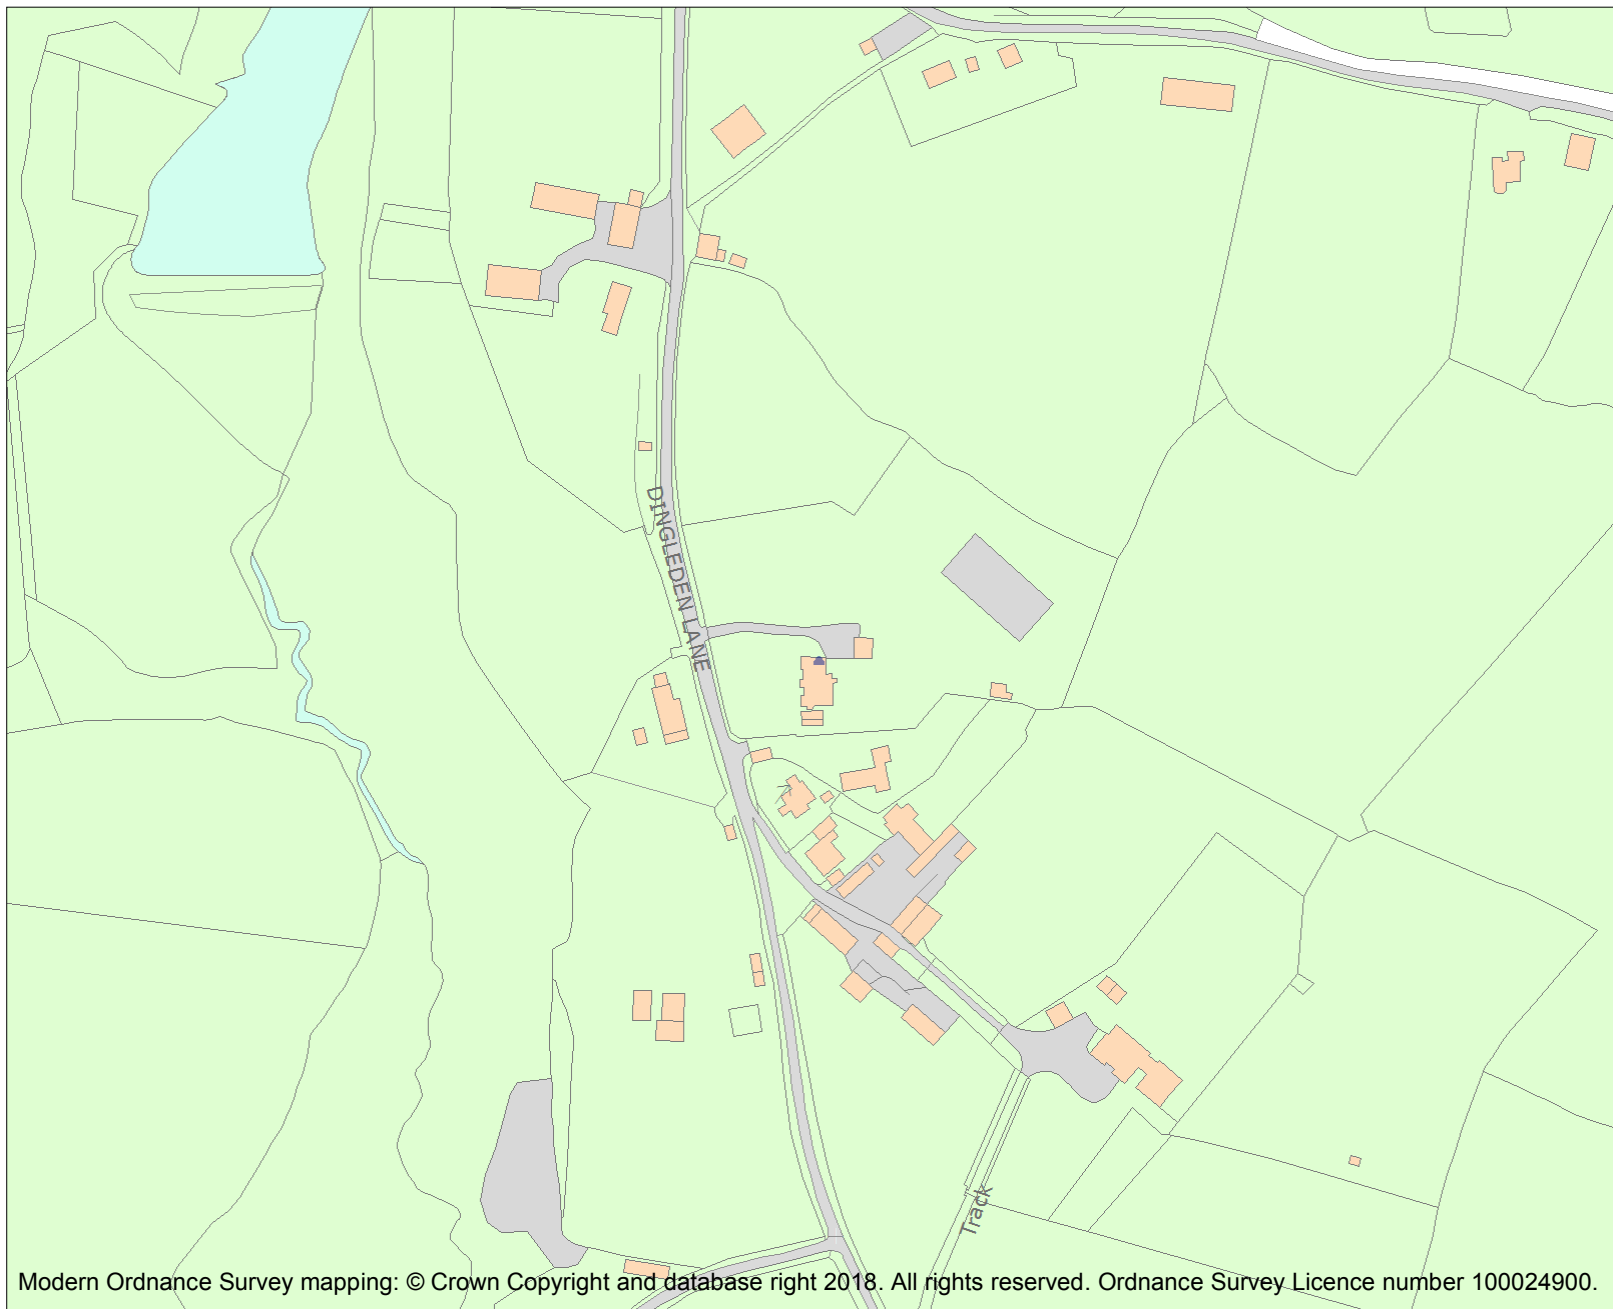 DINGLEDEN LANE
Track
Modern Ordnance Survey mapping: © Crown Copyright and database right 2018. All rights reserved. Ordnance Survey Licence number 100024900.